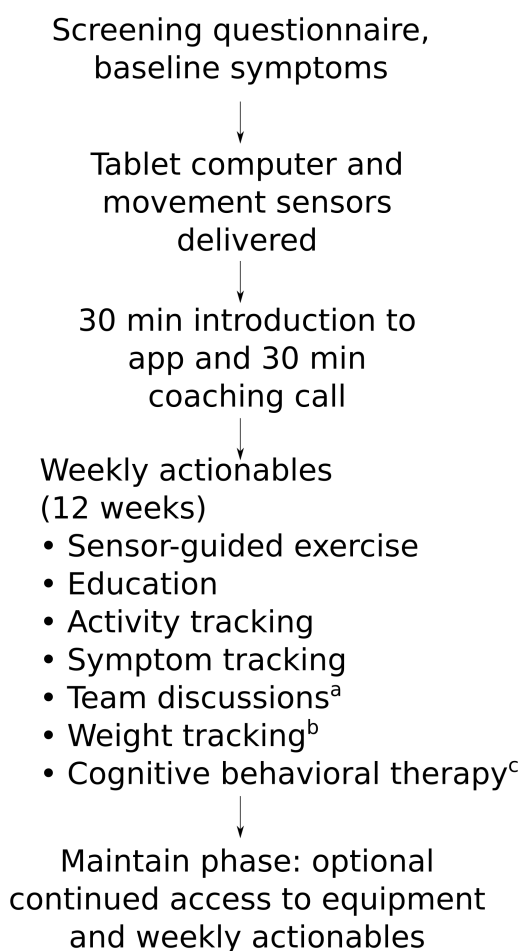 Screening questionnaire,
baseline symptoms
Tablet computer and
movement sensors
delivered
30 min introduction to
app and 30 min
coaching call
Weekly actionables
(12 weeks)
• Sensor-guided exercise
• Education
• Activity tracking
• Symptom tracking
• Team discussionsᵃ
• Weight trackingᵇ
• Cognitive behavioral therapyᶜ
Maintain phase: optional
continued access to equipment
and weekly actionables